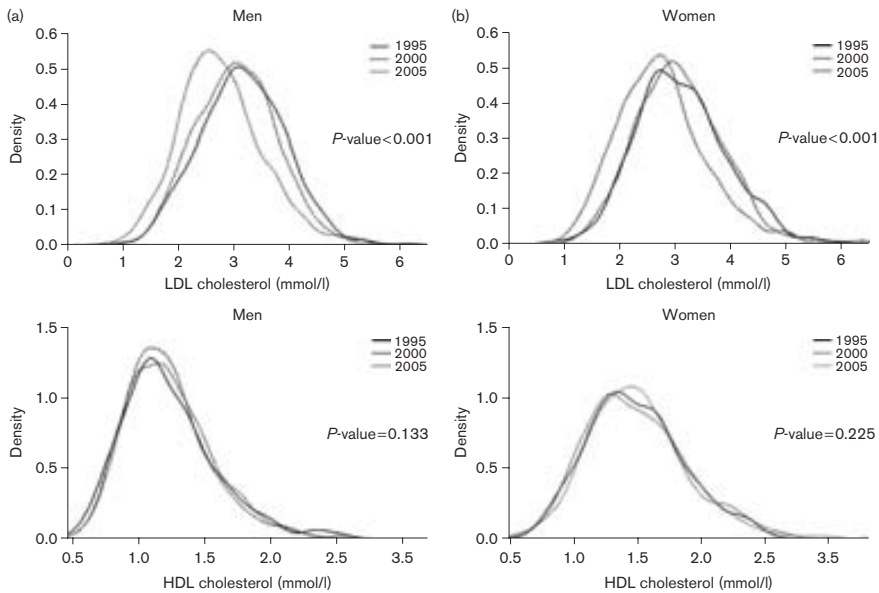 (a)
Men
0.6
0.5
0.4
0.3
0.2
0.1
0.0
Density
1995
2000
2005
P-value<0.001
0 1 2 3 4 5 6
LDL cholesterol (mmol/l)
(b)
Women
0.6
0.5
0.4
0.3
0.2
0.1
0.0
Density
1995
2000
2005
P-value<0.001
0 1 2 3 4 5 6
LDL cholesterol (mmol/l)
Men
1.5
1.0
0.5
0.0
Density
1995
2000
2005
P-value=0.133
0.5 1.0 1.5 2.0 2.5 3.5
HDL cholesterol (mmol/l)
Women
1.5
1.0
0.5
0.0
Density
1995
2000
2005
P-value=0.225
0.5 1.0 2.0 2.5 3.5
HDL cholesterol (mmol/l)